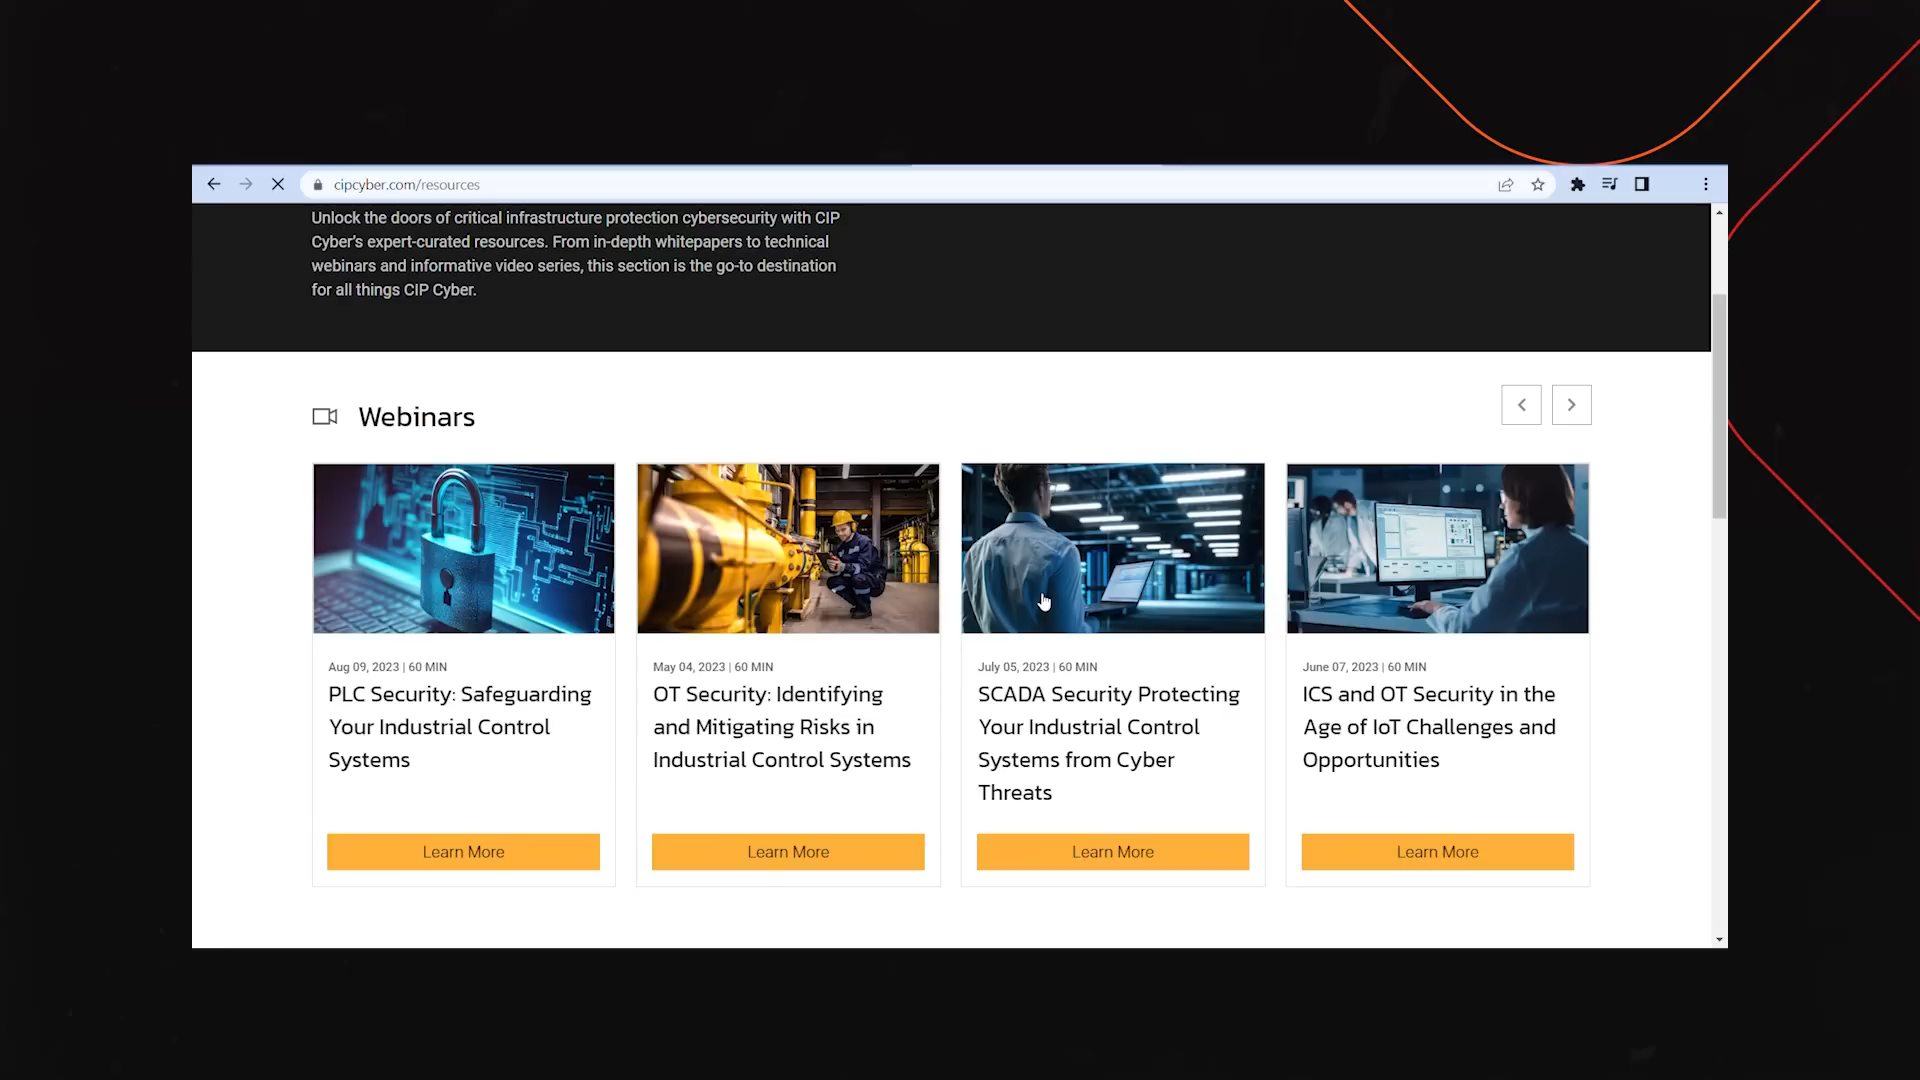 cipcyber.com/resources
Unlock the doors of critical infrastructure protection cybersecurity with CIP
Cyber's expert-curated resources. From in-depth whitepapers to technical
webinars and informative video series, this section is the go-to destination
for all things CIP Cyber.
Webinars
Aug 09, 2023 | 60 MIN
PLC Security: Safeguarding
Your Industrial Control
Systems
Learn More
May 04, 2023 | 60 MIN
OT Security: Identifying
and Mitigating Risks in
Industrial Control Systems
Learn More
July 05, 2023 | 60 MIN
SCADA Security Protecting
Your Industrial Control
Systems from Cyber
Threats
Learn More
June 07, 2023 | 60 MIN
ICS and OT Security in the
Age of IoT Challenges and
Opportunities
Learn More